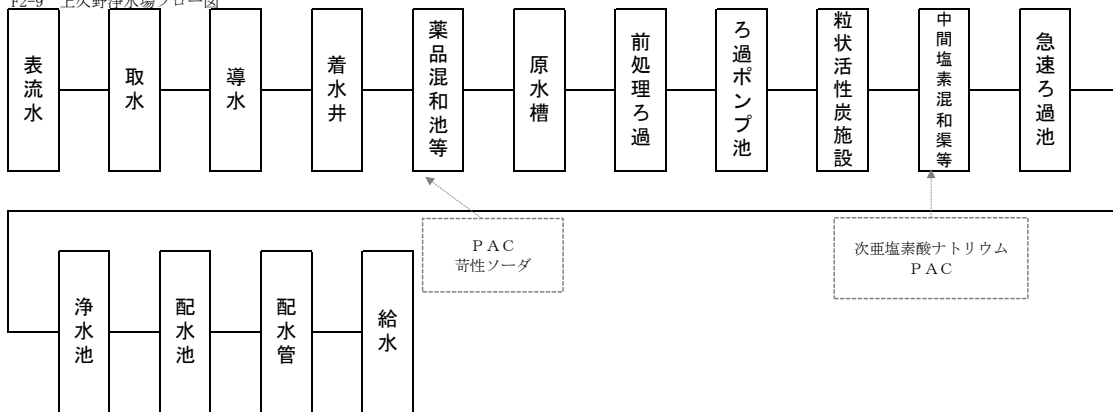 F2-9 上久野浄水場フロー図
表流水
取水
導水
着水井
薬品混和池等
原水槽
前処理ろ過
ろ過ポンプ池
粒状活性炭施設
中間塩素混和渠等
急速ろ過池
PAC
苛性ソーダ
次亜塩素酸ナトリウム
PAC
浄水池
配水池
配水管
給水